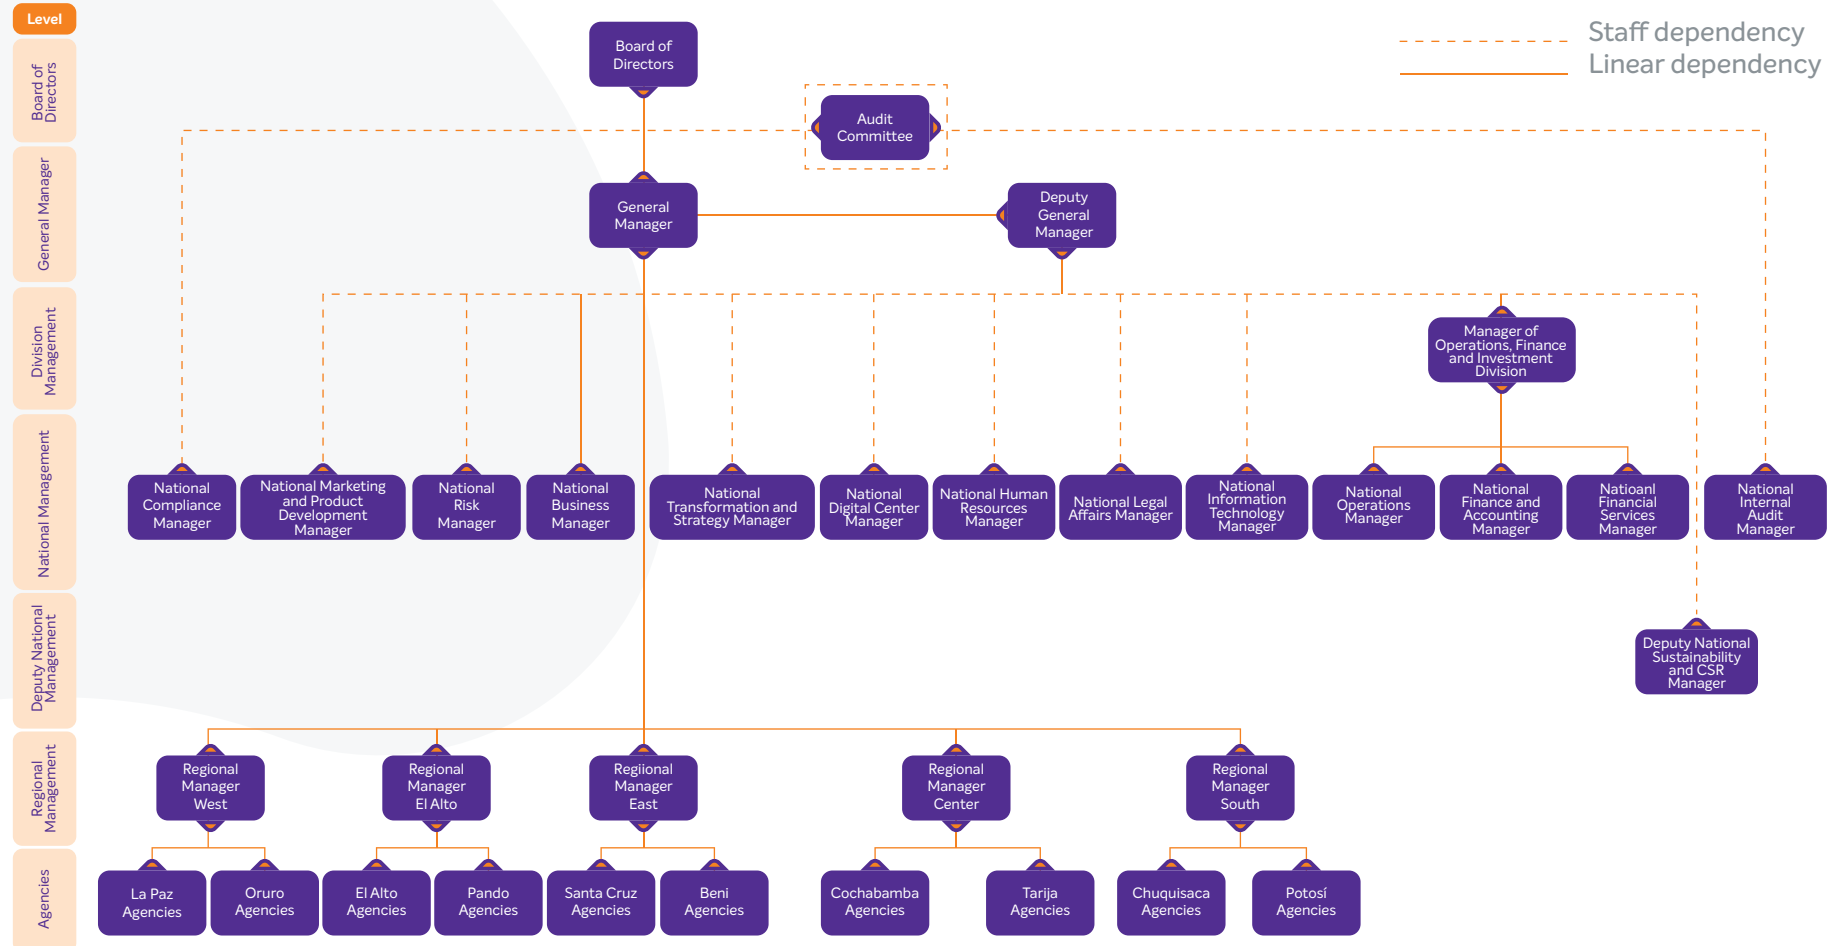 Level
Board of
Directors
General Manager
Division
Management
National Management
Deputy National
Management
Regional
Management
Agencies
Staff dependency
Linear dependency
Board of
Directors
Audit
Committee
General
Manager
Deputy
General
Manager
Manager of
Operations, Finance
and Investment
Division
National
Compliance
Manager
National Marketing
and Product
Development
Manager
National
Risk
Manager
National
Business
Manager
National
Transformation and
Strategy Manager
National
Digital Center
Manager
National Human
Resources
Manager
National Legal
Affairs Manager
National
Information
Technology
Manager
National
Operations
Manager
National
Finance and
Accounting
Manager
Natioanl
Financial
Services
Manager
National
Internal
Audit
Manager
Deputy National
Sustainability
and CSR
Manager
Regional
Manager
West
Regional
Manager
El Alto
Regiional
Manager
East
Regional
Manager
Center
Regional
Manager
South
La Paz
Agencies
Oruro
Agencies
El Alto
Agencies
Pando
Agencies
Santa Cruz
Agencies
Beni
Agencies
Cochabamba
Agencies
Tarija
Agencies
Chuquisaca
Agencies
Potosí
Agencies